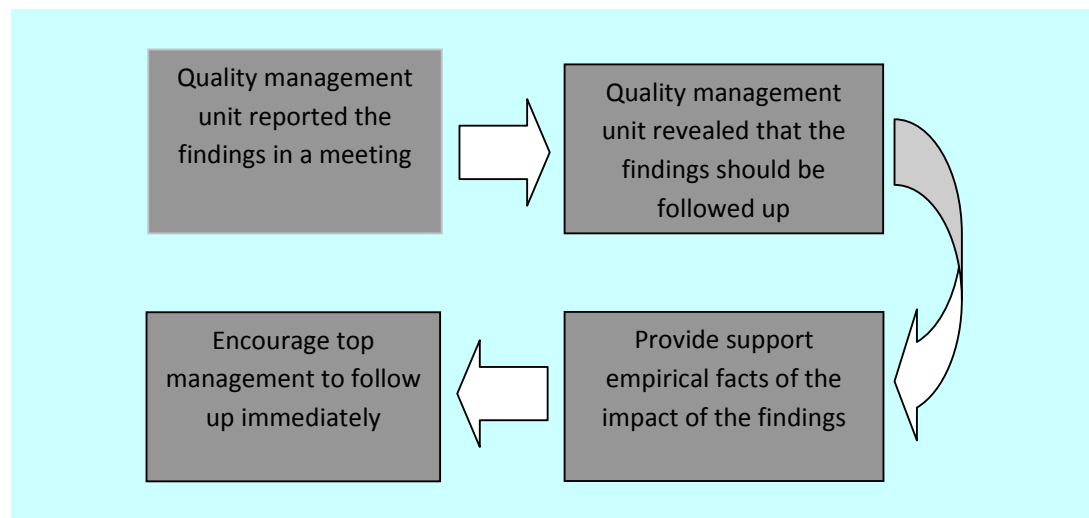 Quality management
unit reported the
findings in a meeting
Quality management
unit revealed that the
findings should be
followed up
Provide support
empirical facts of the
impact of the findings
Encourage top
management to follow
up immediately